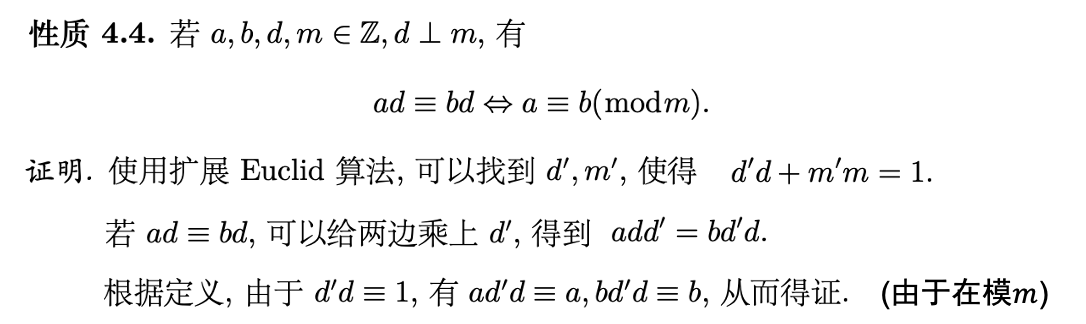 性质 4.4. 若 a, b, d, m ∈ ℤ, d ⊥ m, 有
ad ≡ bd ⇔ a ≡ b(modm).
证明. 使用扩展 Euclid 算法, 可以找到 d′, m′, 使得 d′d + m′m = 1.
若 ad ≡ bd, 可以给两边乘上 d′, 得到 add′ = bd′d.
根据定义, 由于 d′d ≡ 1, 有 ad′d ≡ a, bd′d ≡ b, 从而得证. (由于在模m)